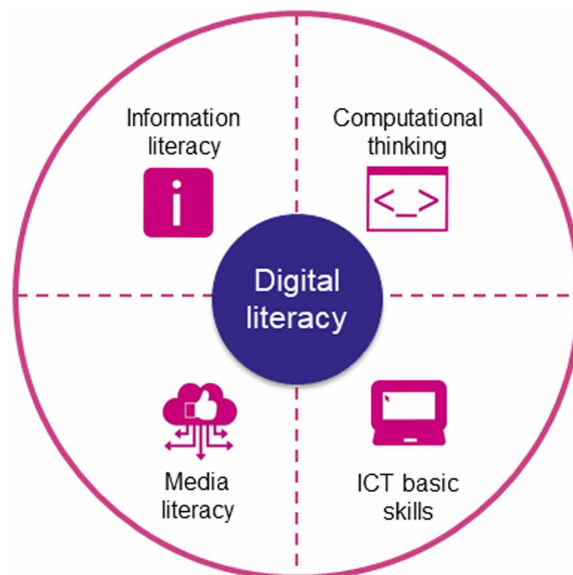 Information
literacy
Computational
thinking
i
<_>
Digital
literacy
Media
literacy
ICT basic
skills